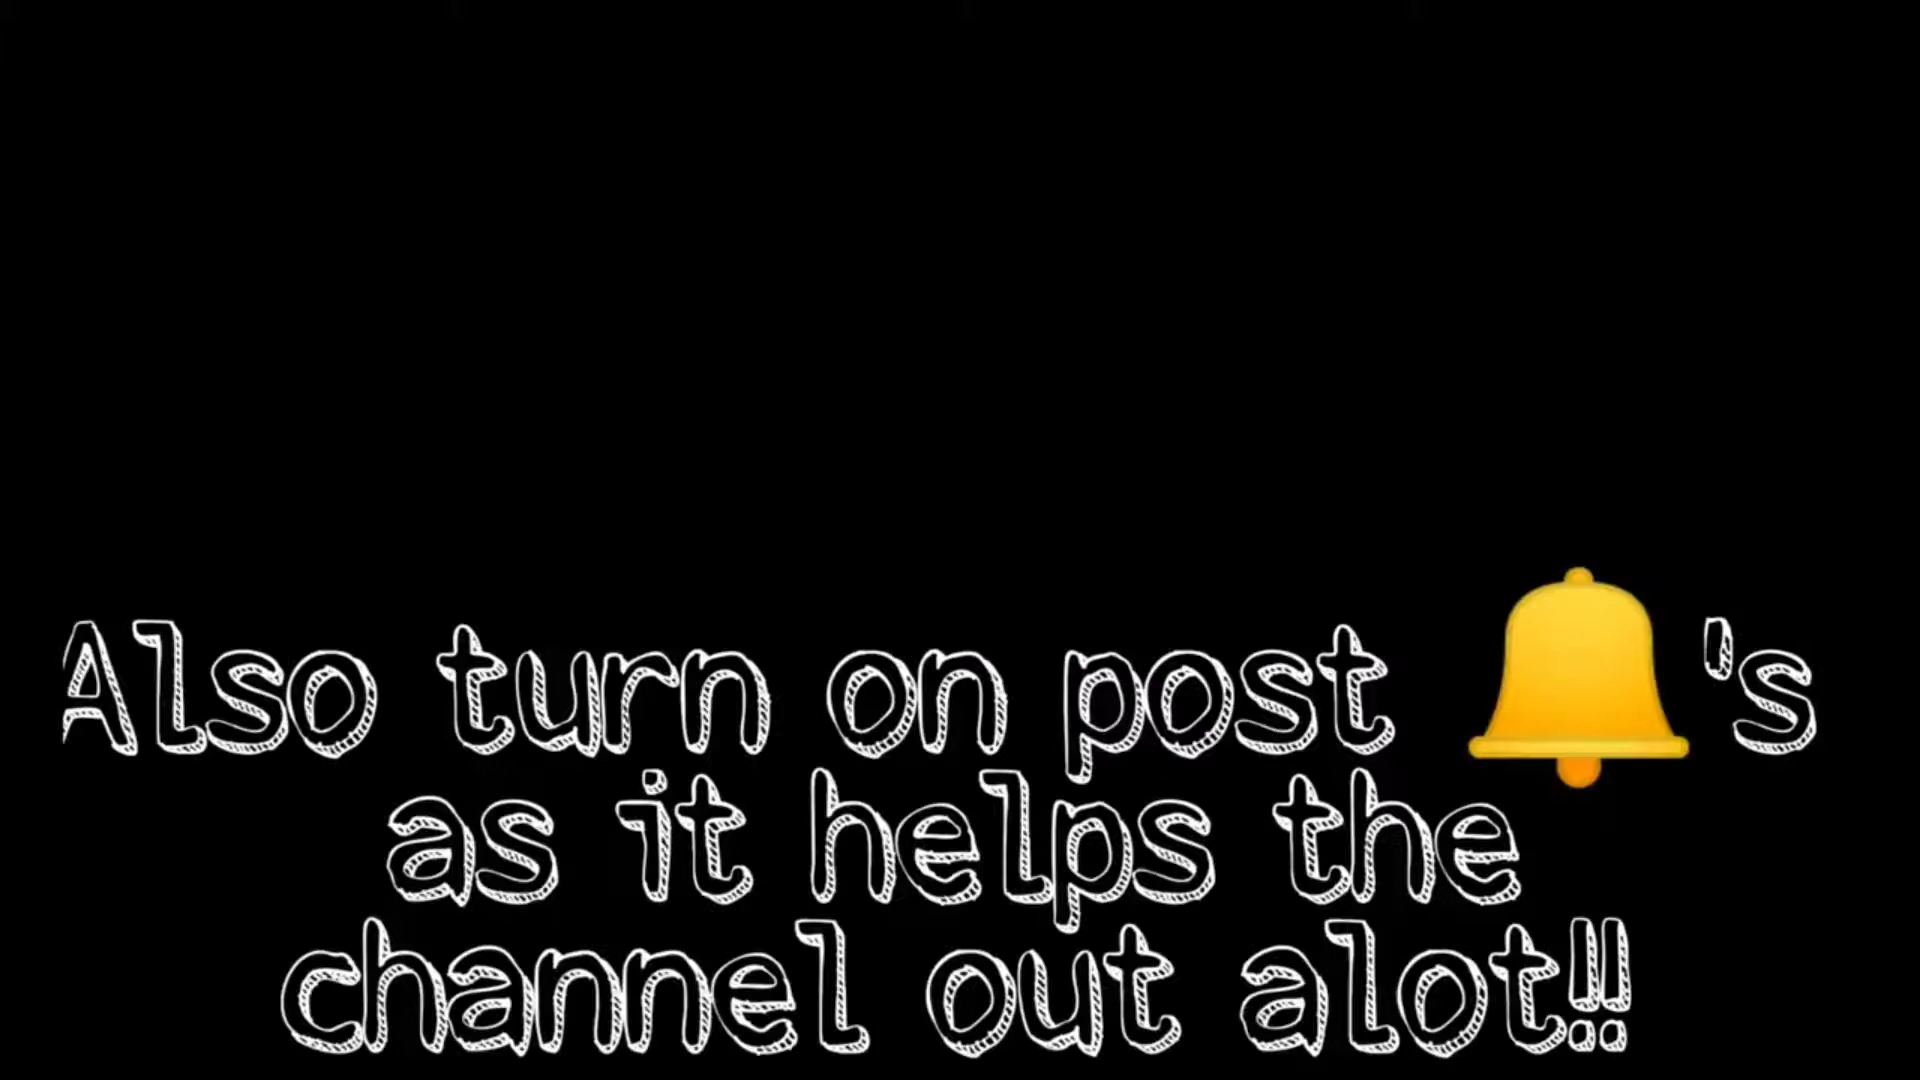 Also turn on post 🔔's
as it helps the
channel out alot!!